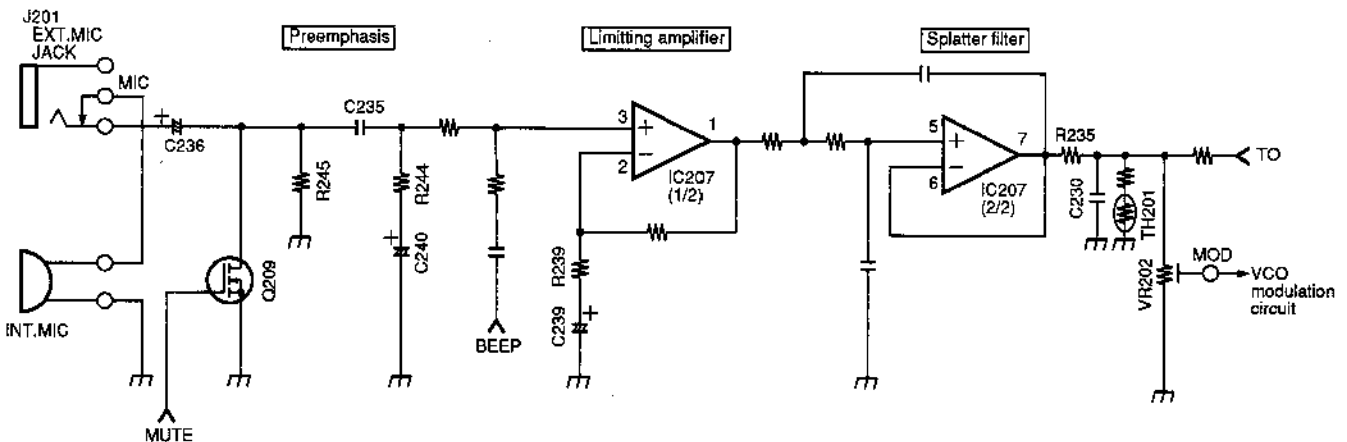 J201
EXT.MIC
JACK
MIC
Preemphasis
Limitting amplifier
Splatter filter
C236
C235
R245
R244
C240
Q209
INT.MIC
MUTE
BEEP
3
2
1
+
−
IC207
(1/2)
R239
C239
+
5
6
7
+
−
IC207
(2/2)
R235
C230
TH201
TO
VR202
MOD
VCO
modulation
circuit
+
+